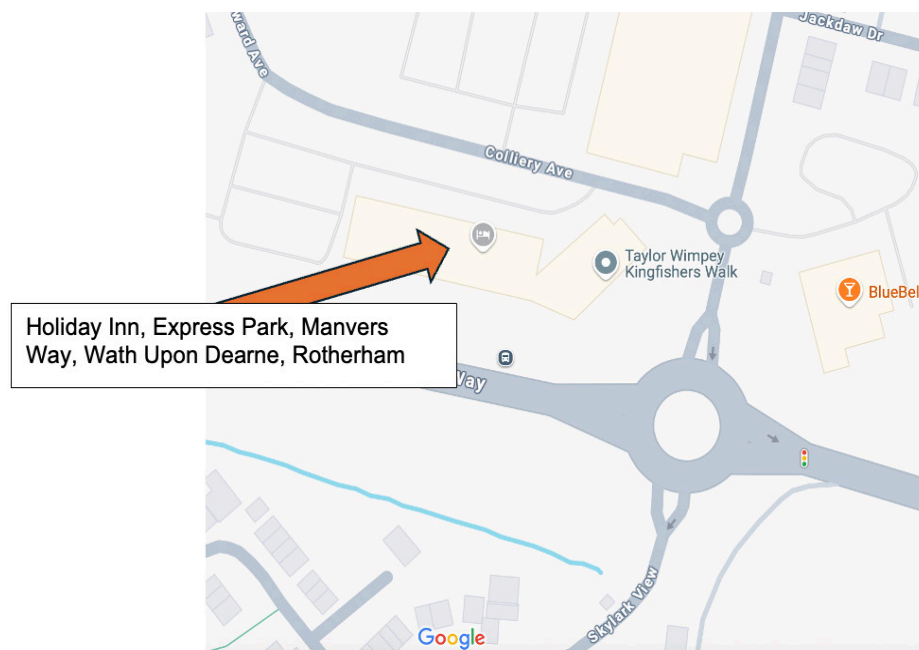 ward Ave
Jackdaw Dr
Colliery Ave
Taylor Wimpey
Kingfishers Walk
BlueBel
Holiday Inn, Express Park, Manvers
Way, Wath Upon Dearne, Rotherham
Way
Skylark View
Google